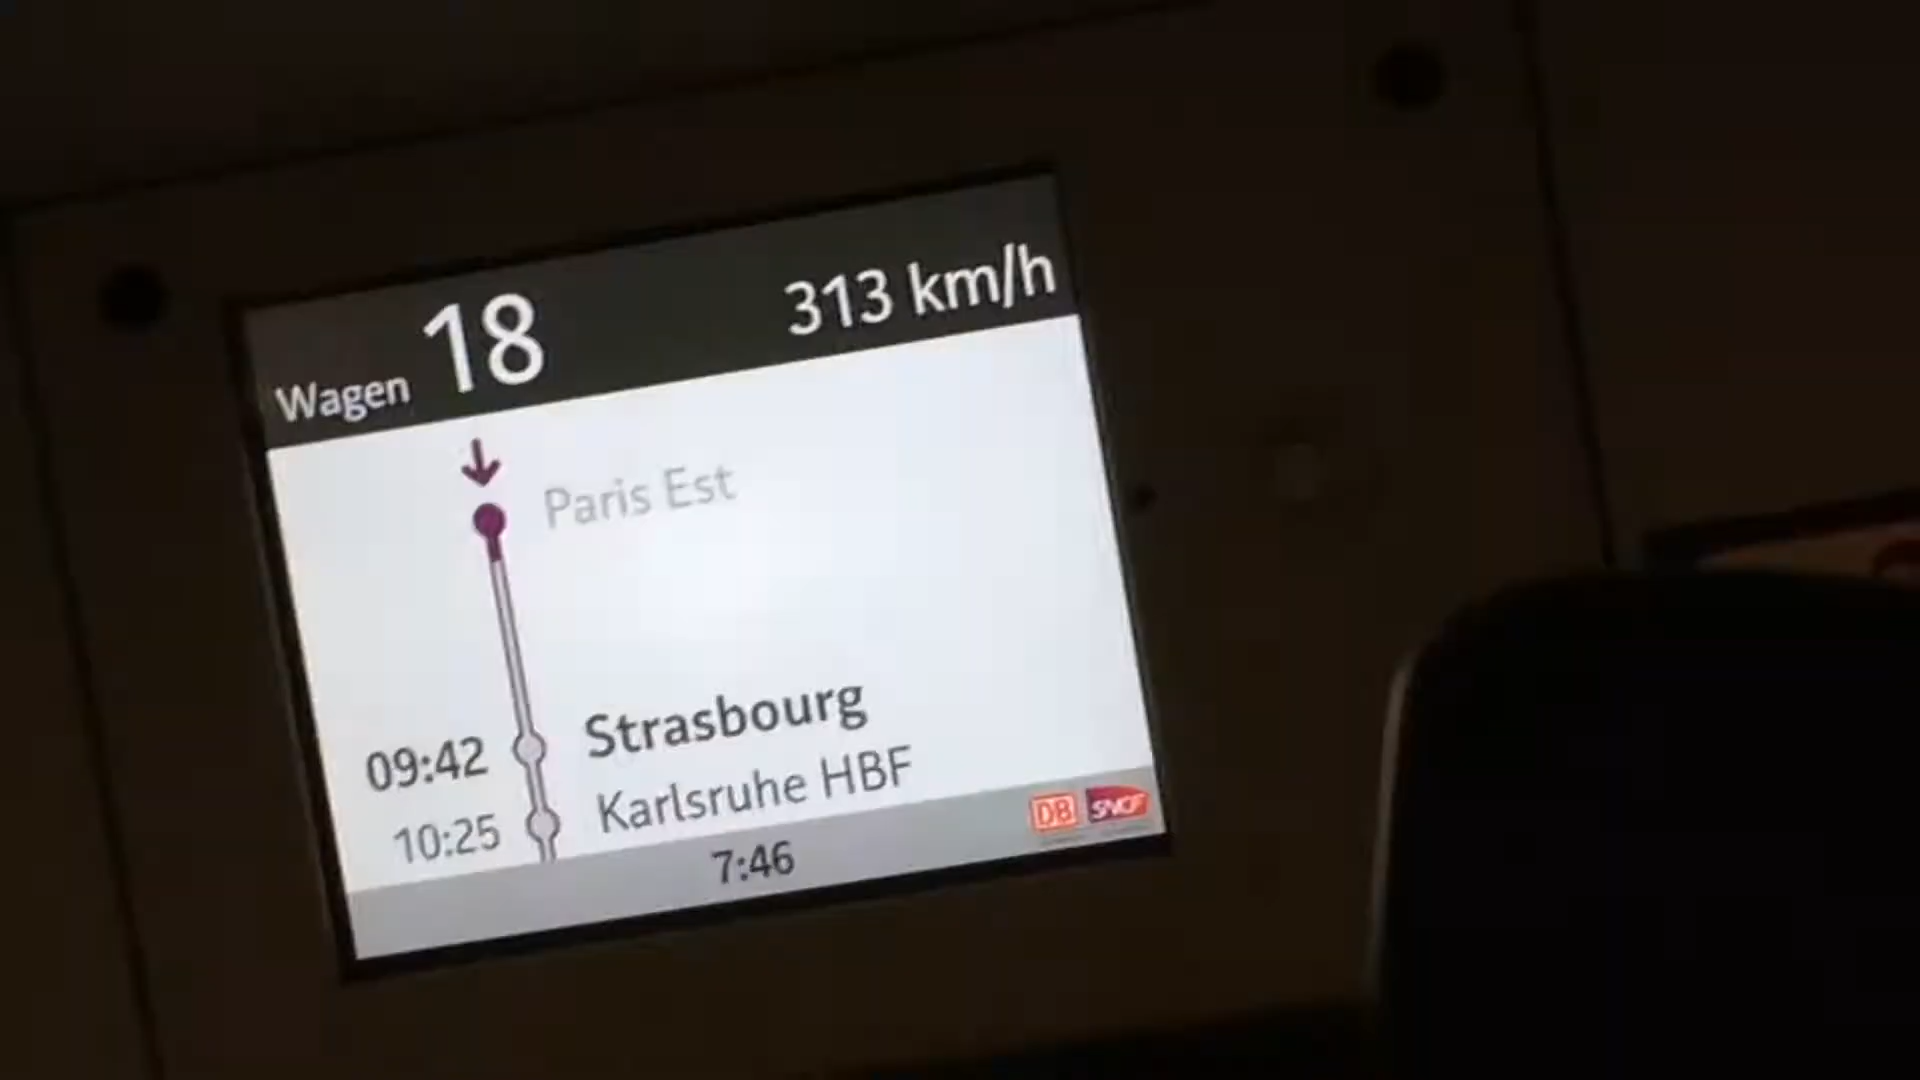 Wagen 18 313 km/h
Paris Est
09:42 Strasbourg
10:25 Karlsruhe HBF
7:46 DB SNCF